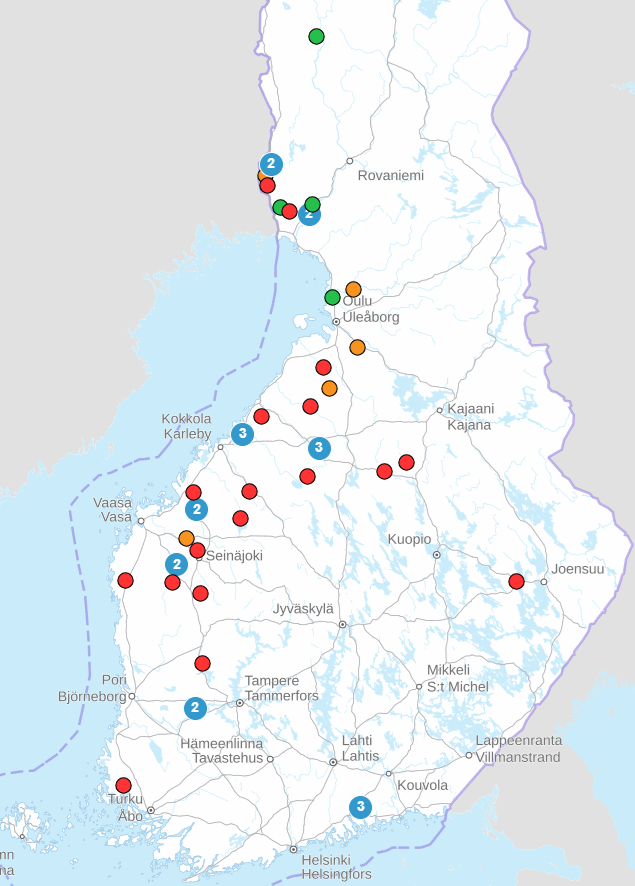 2
Rovaniemi
2
Oulu
Uleåborg
Kajaani
Kajana
Kokkola
Karleby
3
3
Vaasa
Vasa
2
Kuopio
Seinäjoki
2
Joensuu
Jyväskylä
Mikkeli
S:t Michel
Pori
Björneborg
Tampere
Tammerfors
2
Hämeenlinna
Tavastehus
Lahti
Lahtis
Lappeenranta
Villmanstrand
Kouvola
Turku
Åbo
3
mn
na
Helsinki
Helsingfors